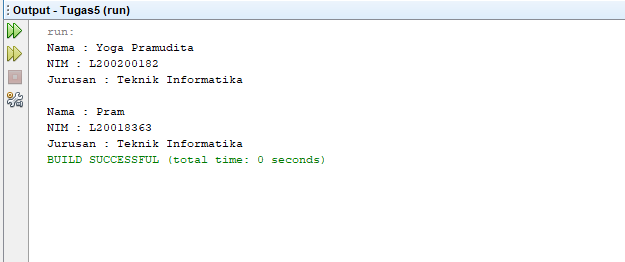 Output - Tugas5 (run)
run:
Nama : Yoga Pramudita
NIM : L200200182
Jurusan : Teknik Informatika
Nama : Pram
NIM : L20018363
Jurusan : Teknik Informatika
BUILD SUCCESSFUL (total time: 0 seconds)